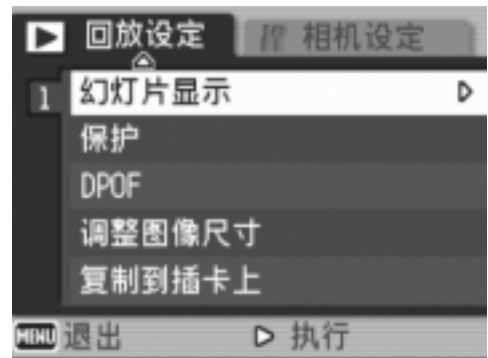 回放设定 相机设定
1 幻灯片显示
保护
DPOF
调整图像尺寸
复制到插卡上
MENU 退出 执行